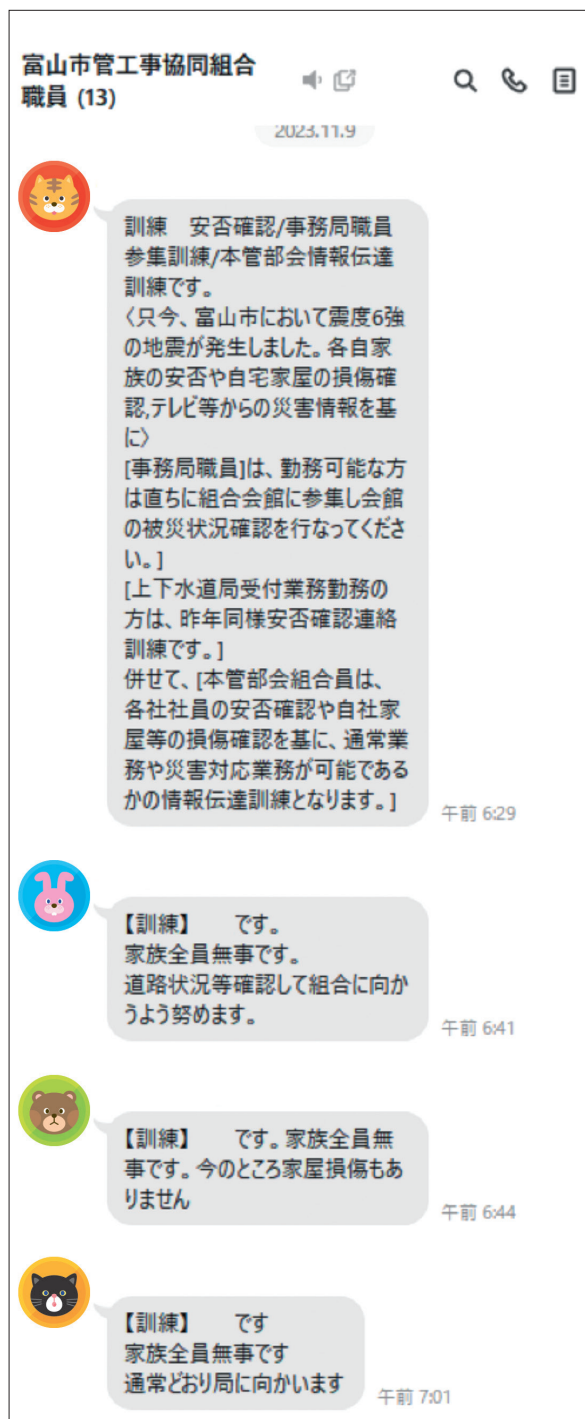 富山市管工事協同組合
職員 (13)
2023.11.9
訓練　安否確認/事務局職員
参集訓練/本管部会情報伝達
訓練です。
〈只今、富山市において震度6強
の地震が発生しました。各自家
族の安否や自宅家屋の損傷確
認,テレビ等からの災害情報を基
に〉
[事務局職員]は、勤務可能な方
は直ちに組合会館に参集し会館
の被災状況確認を行なってくださ
い。]
[上下水道局受付業務勤務の
方は、昨年同様安否確認連絡
訓練です。]
併せて、[本管部会組合員は、
各社社員の安否確認や自社家
屋等の損傷確認を基に、通常業
務や災害対応業務が可能である
かの情報伝達訓練となります。]
午前 6:29
【訓練】　　です。
家族全員無事です。
道路状況等確認して組合に向か
うよう努めます。
午前 6:41
【訓練】　　です。家族全員無
事です。今のところ家屋損傷もあ
りません
午前 6:44
【訓練】　　です
家族全員無事です
通常どおり局に向かいます
午前 7:01